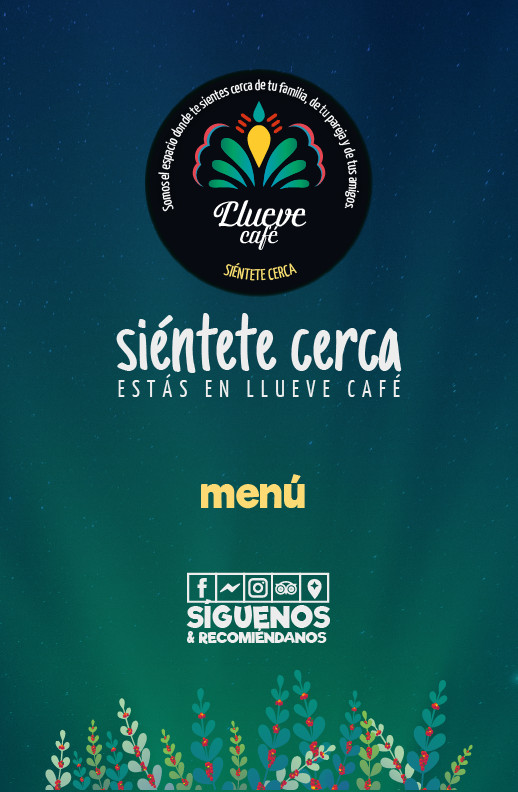 Somos el espacio donde te sientes cerca de tu familia, de tu pareja y de tus amigos.
Llueve
café
SIÉNTETE CERCA
siéntete cerca
ESTÁS EN LLUEVE CAFÉ
menú
SÍGUENOS
& RECOMIÉNDANOS